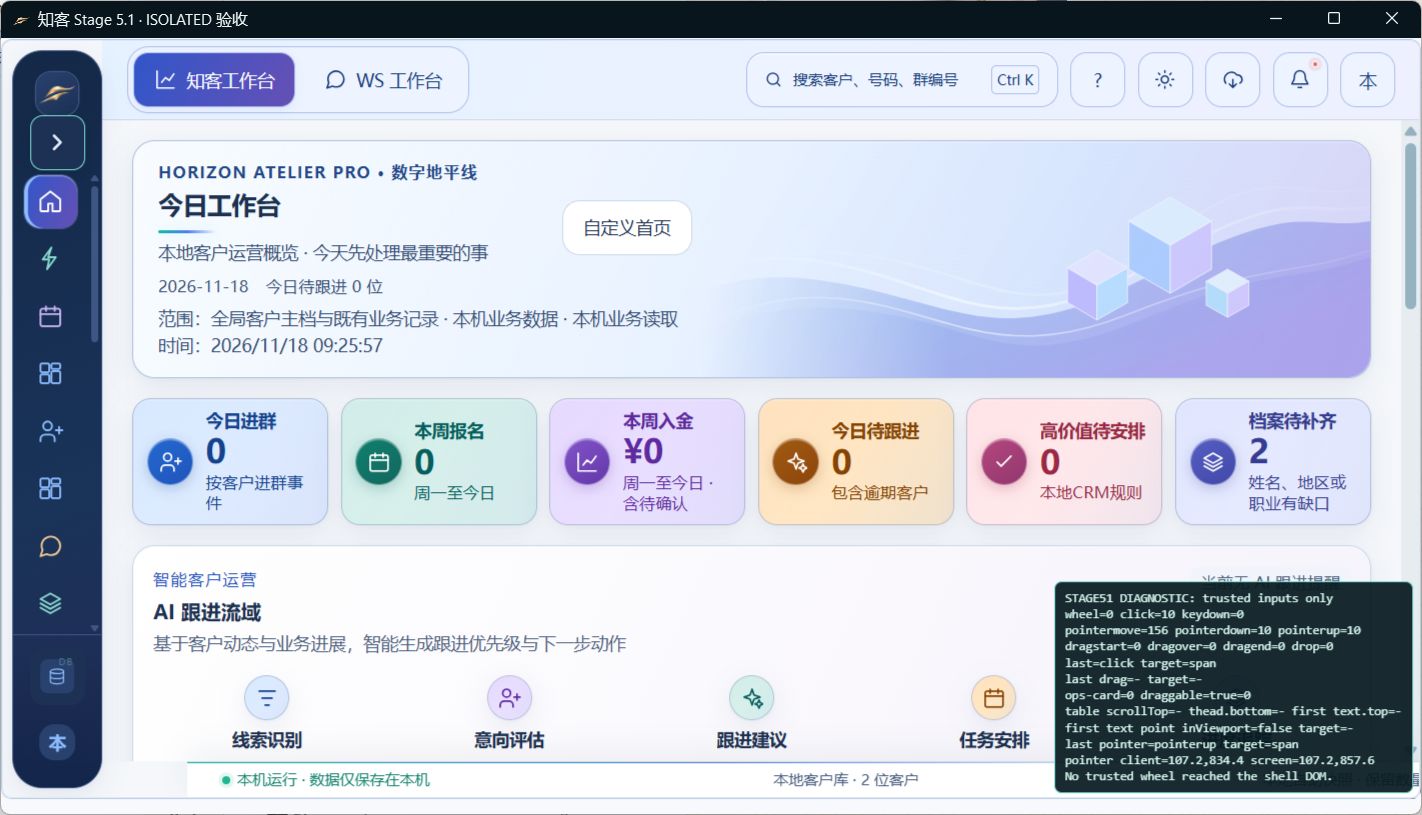 知客 Stage 5.1 · ISOLATED 验收
知客工作台
WS 工作台
搜索客户、号码、群编号
Ctrl K
?
本
HORIZON ATELIER PRO • 数字地平线
今日工作台
自定义首页
本地客户运营概览 · 今天先处理最重要的事
2026-11-18 今日待跟进 0 位
范围：全局客户主档与既有业务记录 · 本机业务数据 · 本机业务读取
时间：2026/11/18 09:25:57
今日进群
0
按客户进群事
件
本周报名
0
周一至今日
本周入金
¥0
周一至今日 ·
含待确认
今日待跟进
0
包含逾期客户
高价值待安排
0
本地CRM规则
档案待补齐
2
姓名、地区或
职业有缺口
智能客户运营
AI 跟进流域
基于客户动态与业务进展，智能生成跟进优先级与下一步动作
线索识别
意向评估
跟进建议
任务安排
DB
本
本机运行 · 数据仅保存在本机
本地客户库 · 2 位客户
STAGE51 DIAGNOSTIC: trusted inputs only
wheel=0 click=10 keydown=0
pointermove=156 pointerdown=10 pointerup=10
dragstart=0 dragover=0 dragend=0 drop=0
last=click target=span
last drag=- target=-
ops-card=0 draggable=true=0
table scrollTop=- thead.bottom=- first text.top=-
first text point inViewport=false target=-
last pointer=pointerup target=span
pointer client=107.2,834.4 screen=107.2,857.6
No trusted wheel reached the shell DOM.